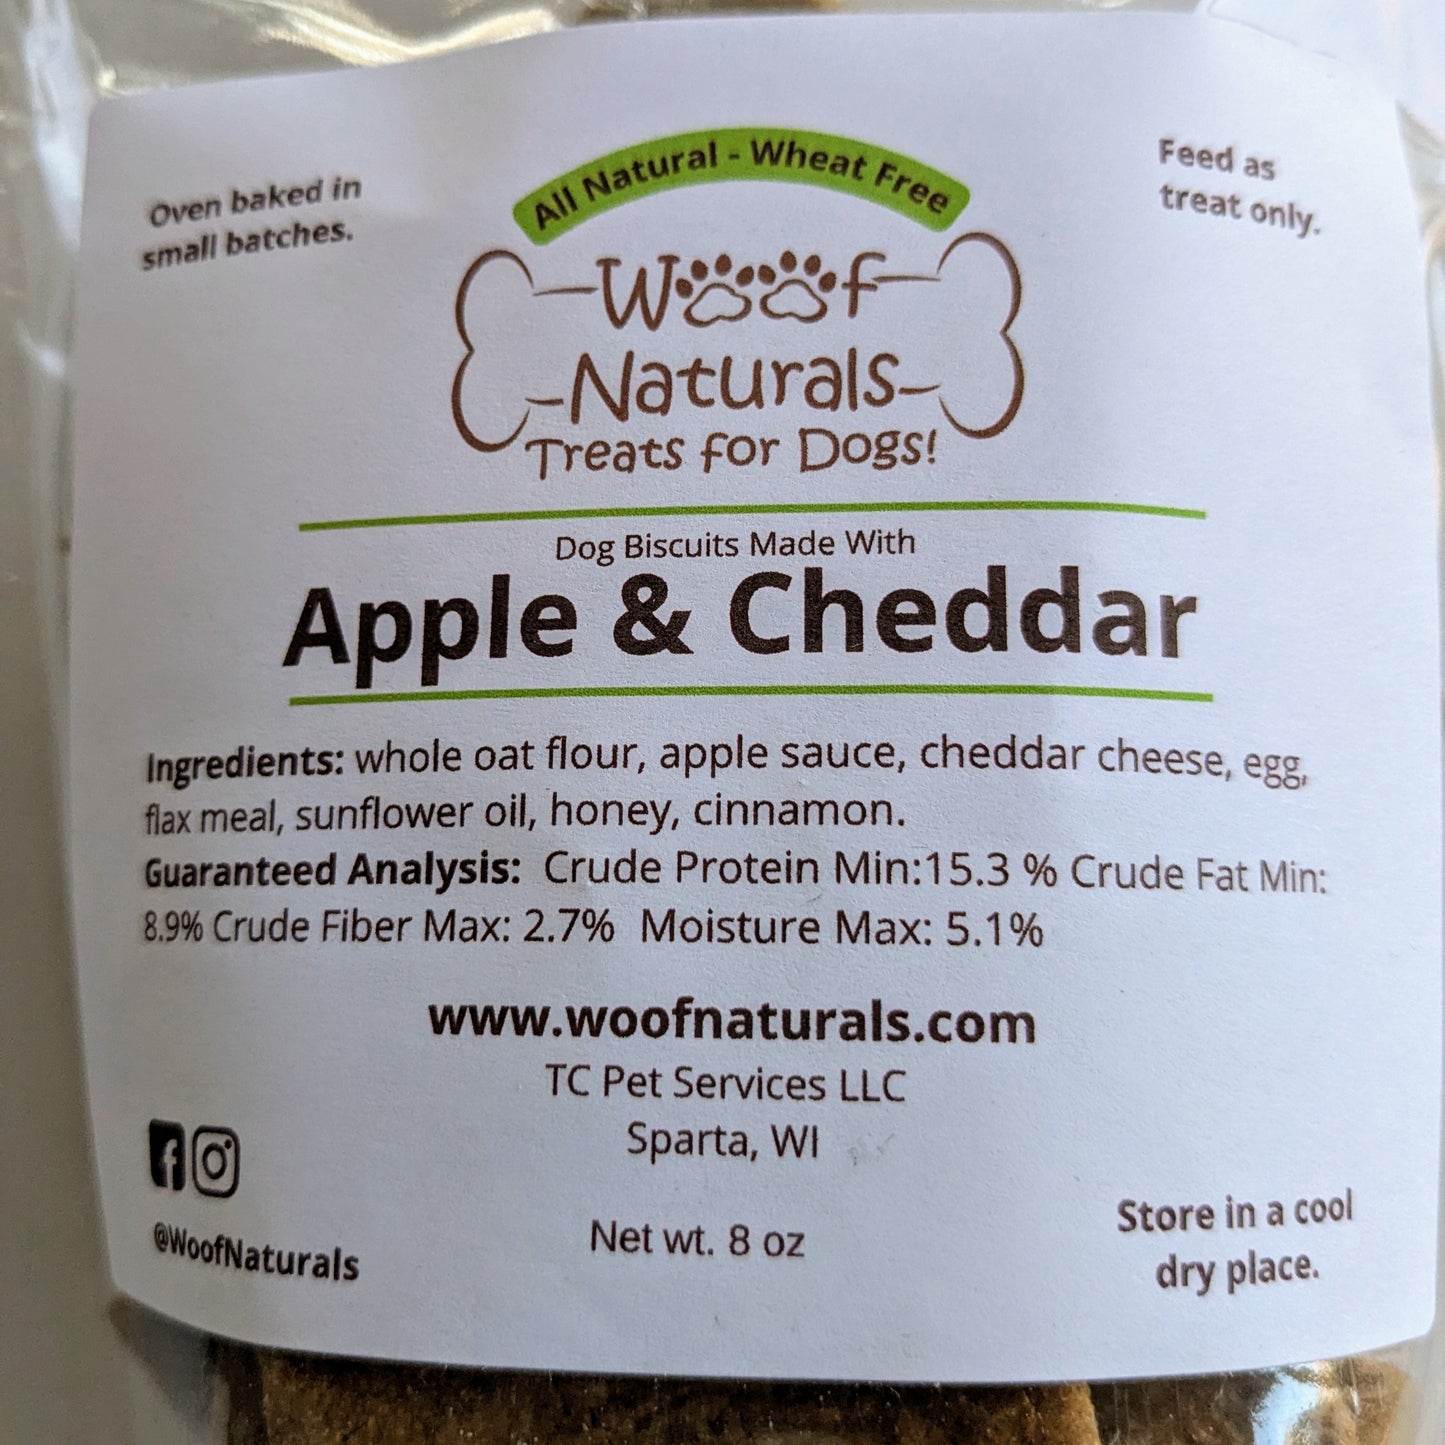 All Natural - Wheat Free
Oven baked in
small batches.
Feed as
treat only.
Woof
Naturals
Treats for Dogs!
Dog Biscuits Made With
Apple & Cheddar
Ingredients: whole oat flour, apple sauce, cheddar cheese, egg,
flax meal, sunflower oil, honey, cinnamon.
Guaranteed Analysis: Crude Protein Min:15.3 % Crude Fat Min:
8.9% Crude Fiber Max: 2.7% Moisture Max: 5.1%
www.woofnaturals.com
TC Pet Services LLC
Sparta, WI
@WoofNaturals
Net wt. 8 oz
Store in a cool
dry place.